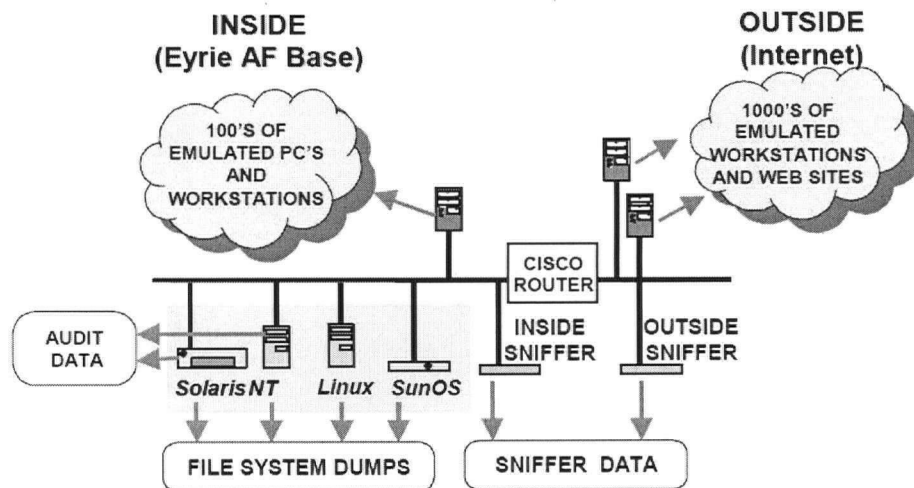 INSIDE
(Eyrie AF Base)
OUTSIDE
(Internet)
100'S OF
EMULATED PC'S
AND
WORKSTATIONS
1000'S OF
EMULATED
WORKSTATIONS
AND WEB SITES
CISCO
ROUTER
AUDIT
DATA
INSIDE
SNIFFER
OUTSIDE
SNIFFER
Solaris NT Linux SunOS
FILE SYSTEM DUMPS
SNIFFER DATA